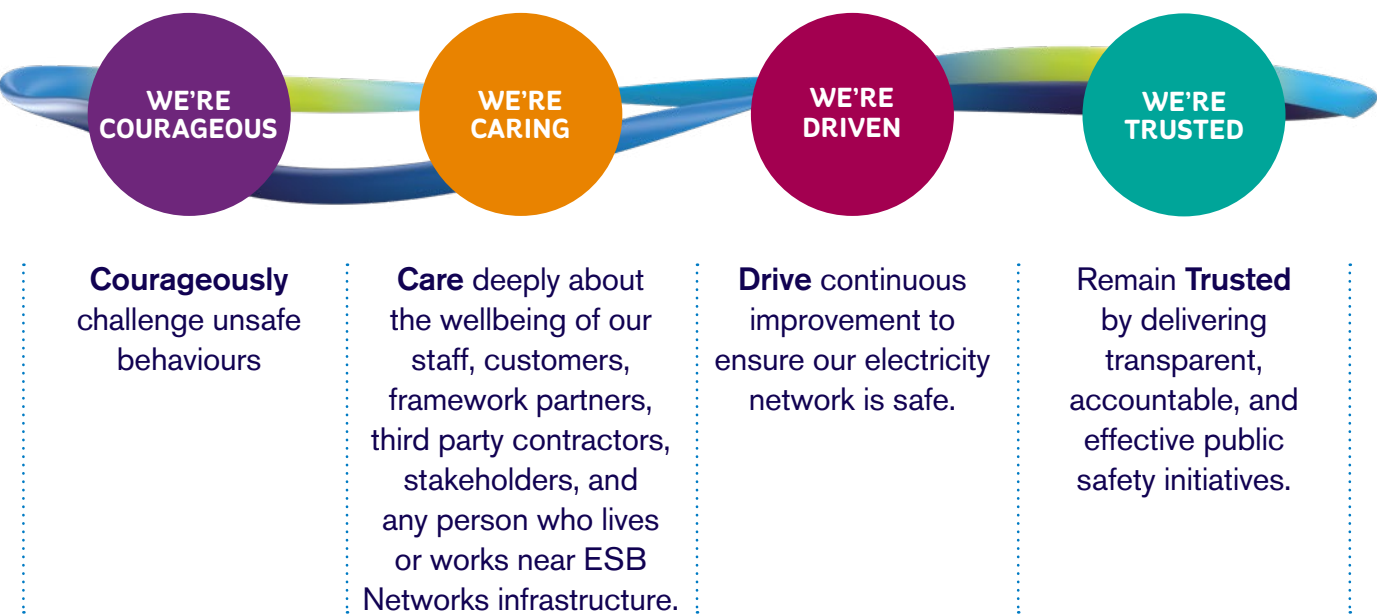 WE'RE
COURAGEOUS
WE'RE
CARING
WE'RE
DRIVEN
WE'RE
TRUSTED
Courageously
challenge unsafe
behaviours
Care deeply about
the wellbeing of our
staff, customers,
framework partners,
third party contractors,
stakeholders, and
any person who lives
or works near ESB
Networks infrastructure.
Drive continuous
improvement to
ensure our electricity
network is safe.
Remain Trusted
by delivering
transparent,
accountable, and
effective public
safety initiatives.